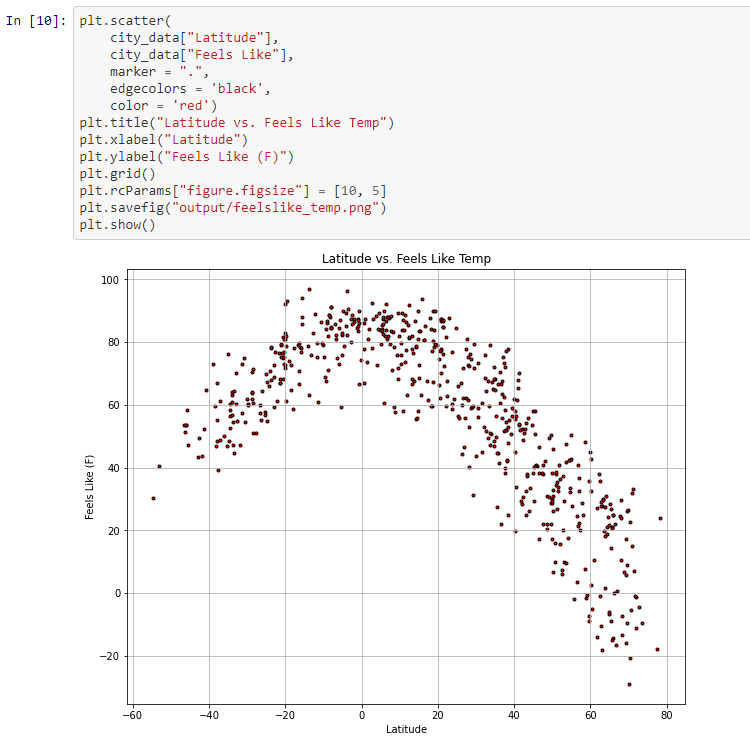 In [10]: plt.scatter(
    city_data["Latitude"],
    city_data["Feels Like"],
    marker = ".",
    edgecolors = 'black',
    color = 'red')
plt.title("Latitude vs. Feels Like Temp")
plt.xlabel("Latitude")
plt.ylabel("Feels Like (F)")
plt.grid()
plt.rcParams["figure.figsize"] = [10, 5]
plt.savefig("output/feelslike_temp.png")
plt.show()
Latitude vs. Feels Like Temp
100
80
60
40
20
0
−20
Feels Like (F)
−60 −40 −20 0 20 40 60 80
Latitude